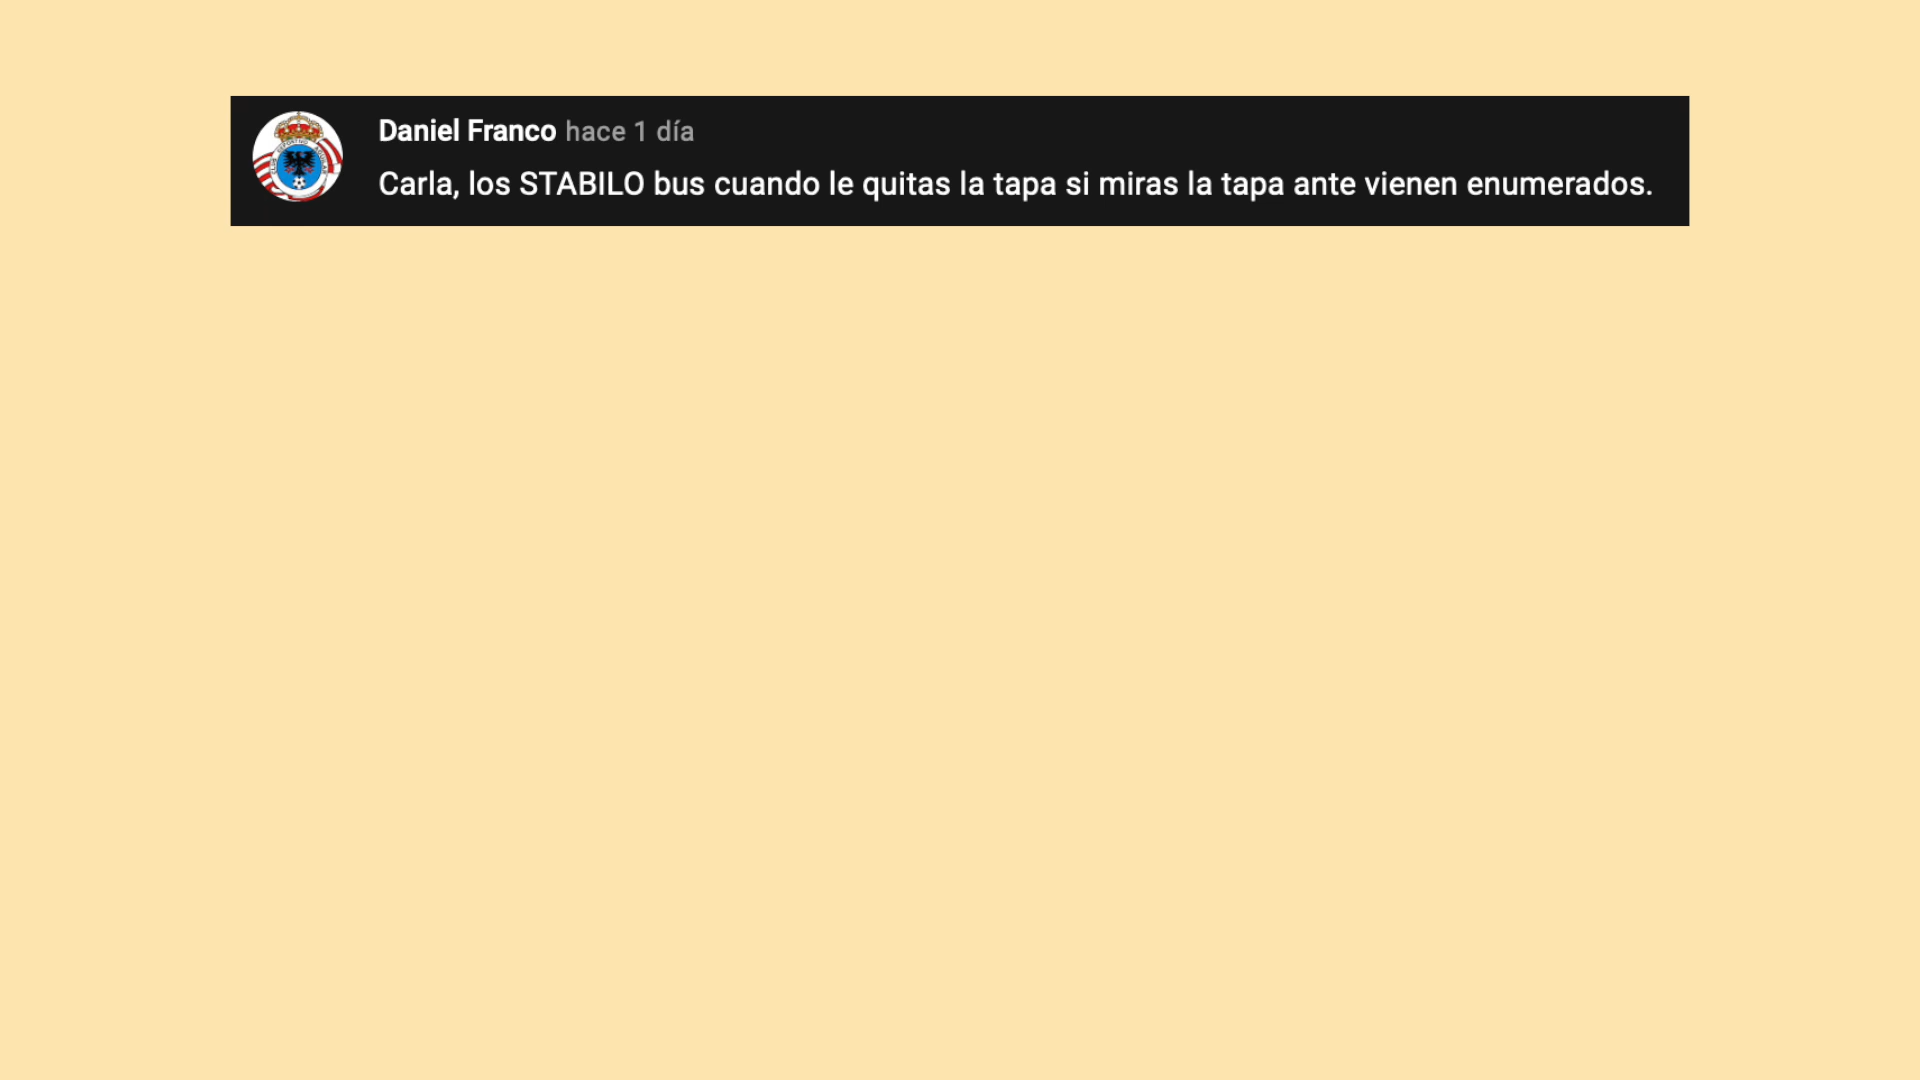 Daniel Franco hace 1 día
Carla, los STABILO bus cuando le quitas la tapa si miras la tapa ante vienen enumerados.